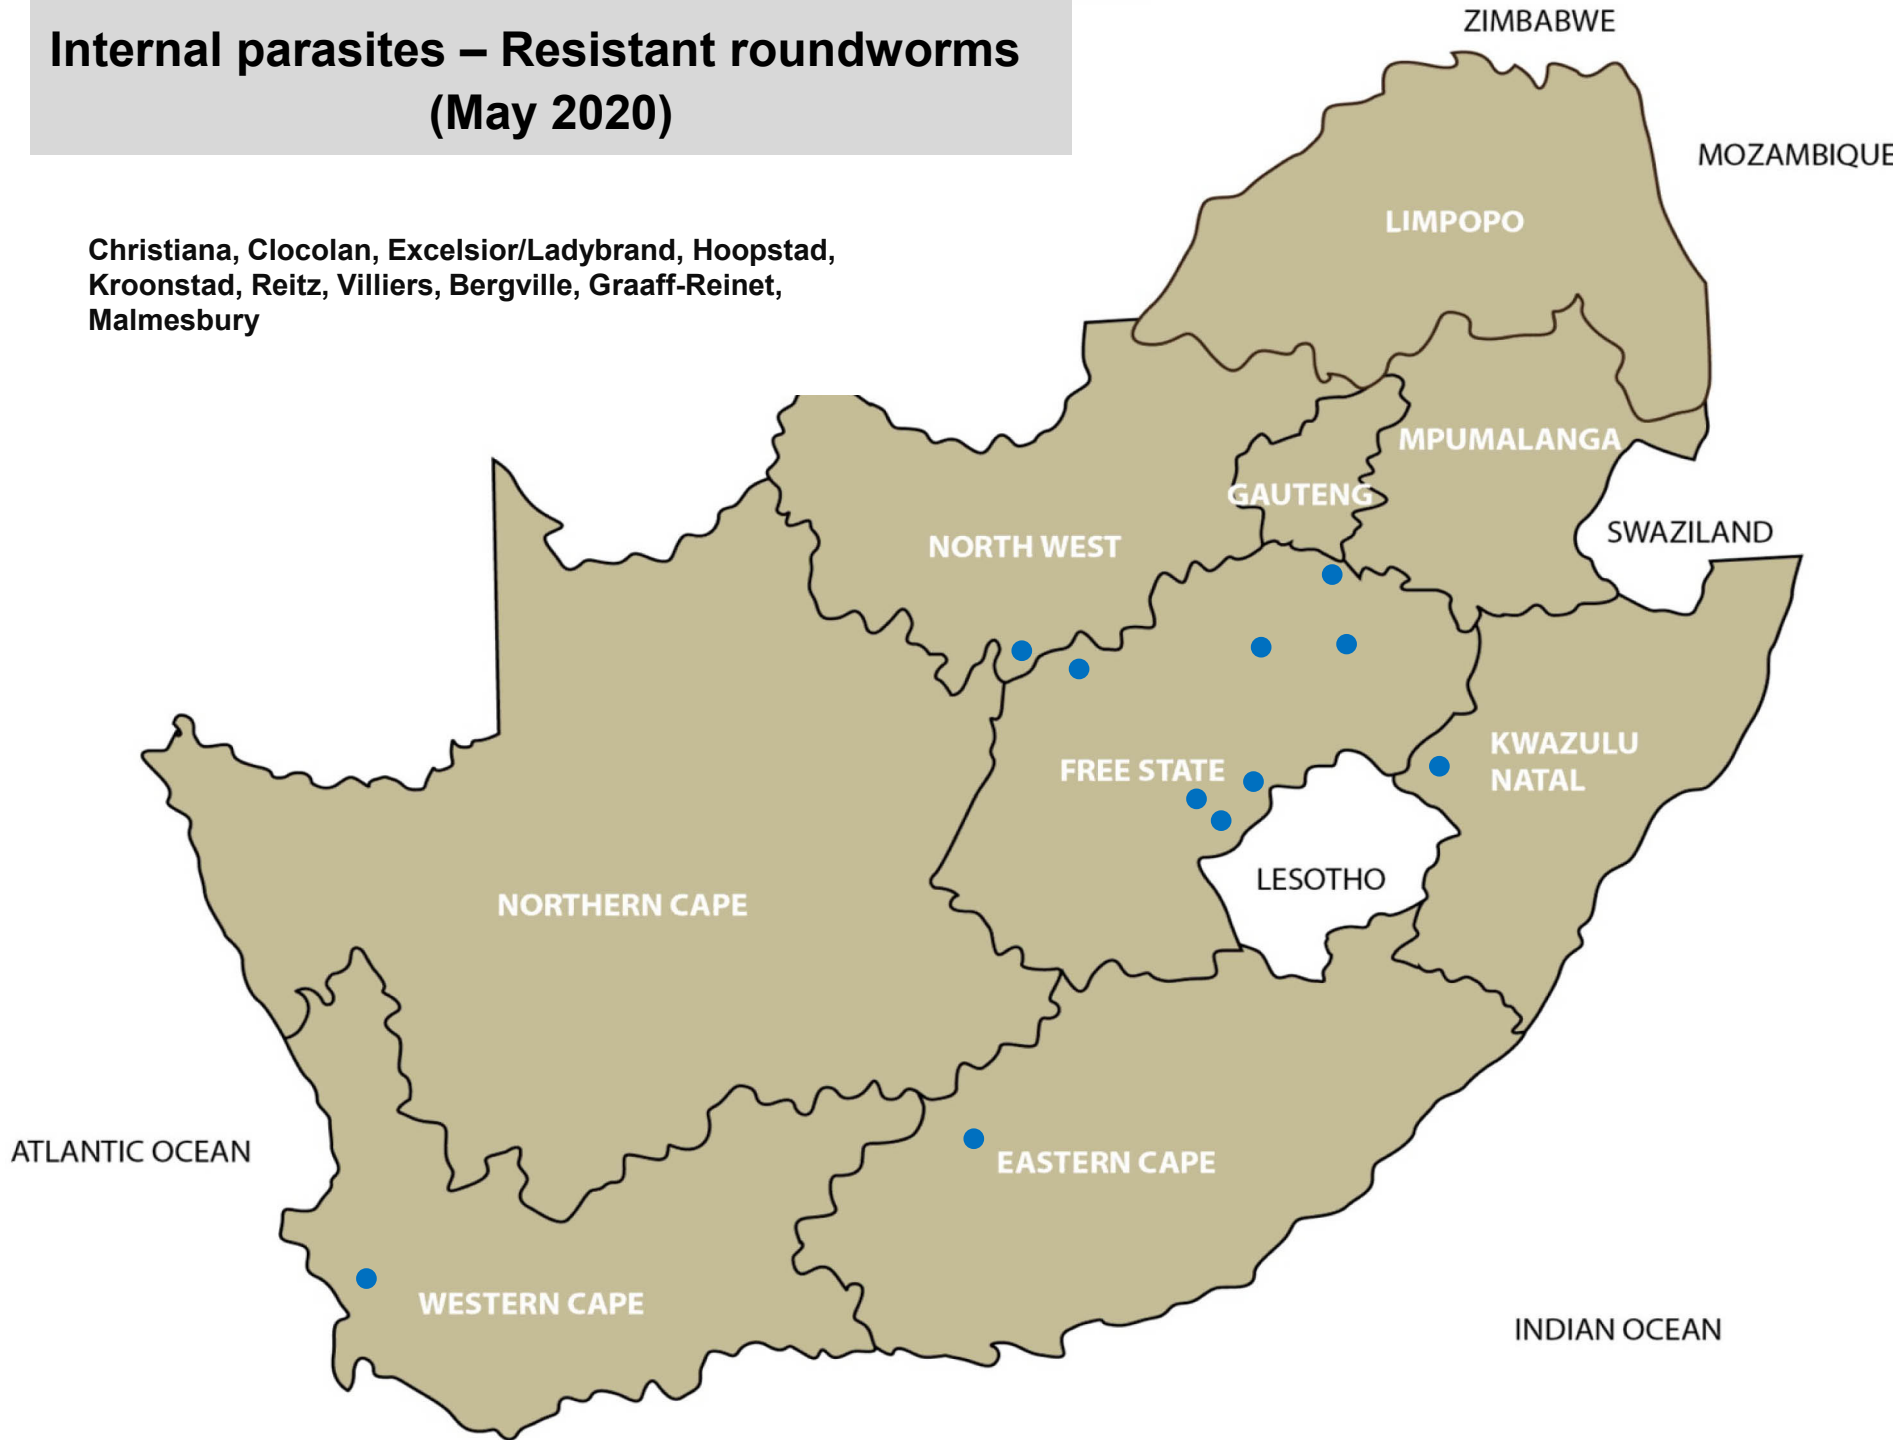 Internal parasites – Resistant roundworms
(May 2020)
Christiana, Clocolan, Excelsior/Ladybrand, Hoopstad,
Kroonstad, Reitz, Villiers, Bergville, Graaff-Reinet,
Malmesbury
ZIMBABWE
MOZAMBIQUE
LIMPOPO
MPUMALANGA
GAUTENG
SWAZILAND
NORTH WEST
KWAZULU
NATAL
FREE STATE
LESOTHO
NORTHERN CAPE
ATLANTIC OCEAN
EASTERN CAPE
WESTERN CAPE
INDIAN OCEAN